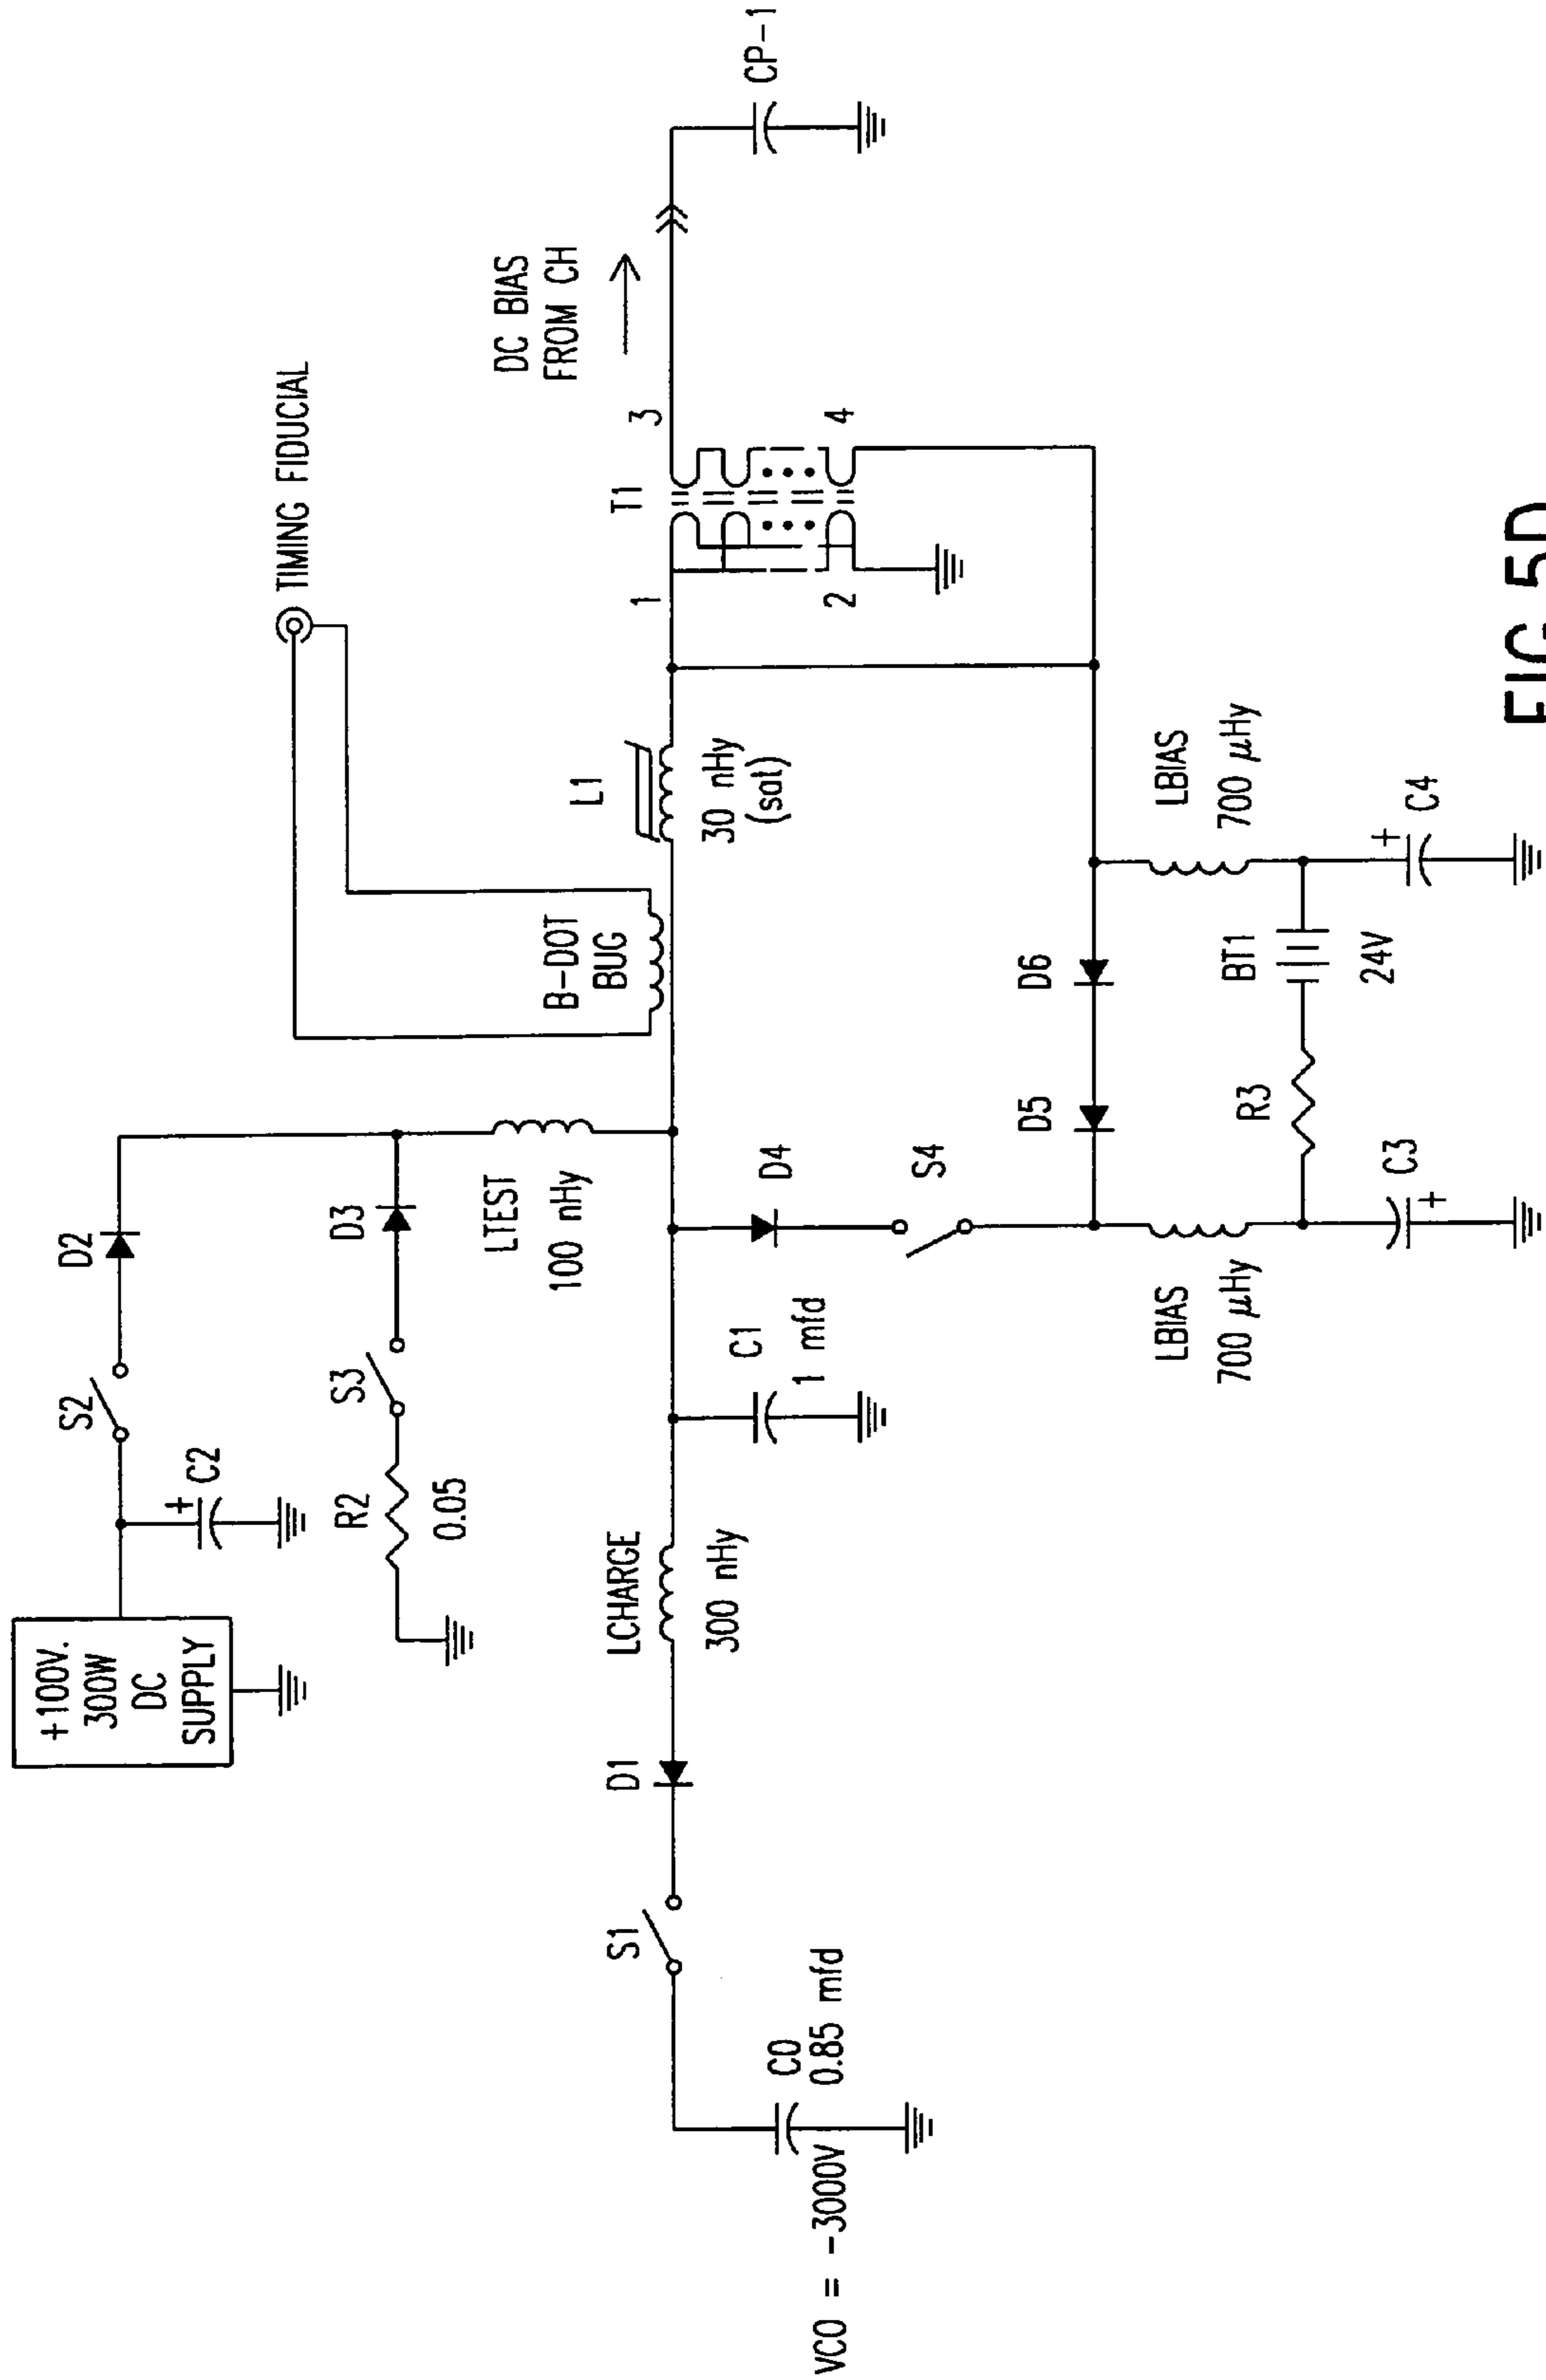 +100V.
300W
DC
SUPPLY
C2
+
S2
D2
R2
0.05
S3
D3
LTEST
100 nHy
TIMING FIDUCIAL
B-DOT
BUG
DC BIAS
FROM CH
VCO = -3000V
C0
0.85 mfd
S1
D1
LCHARGE
300 nHy
C1
1 mfd
D4
S4
L1
30 nHy
(sat)
1
2
T1
3
4
CP-1
D5
D6
LBIAS
700 µHy
R3
BT1
24V
LBIAS
700 µHy
C3
+
C4
+
FIG. 5D